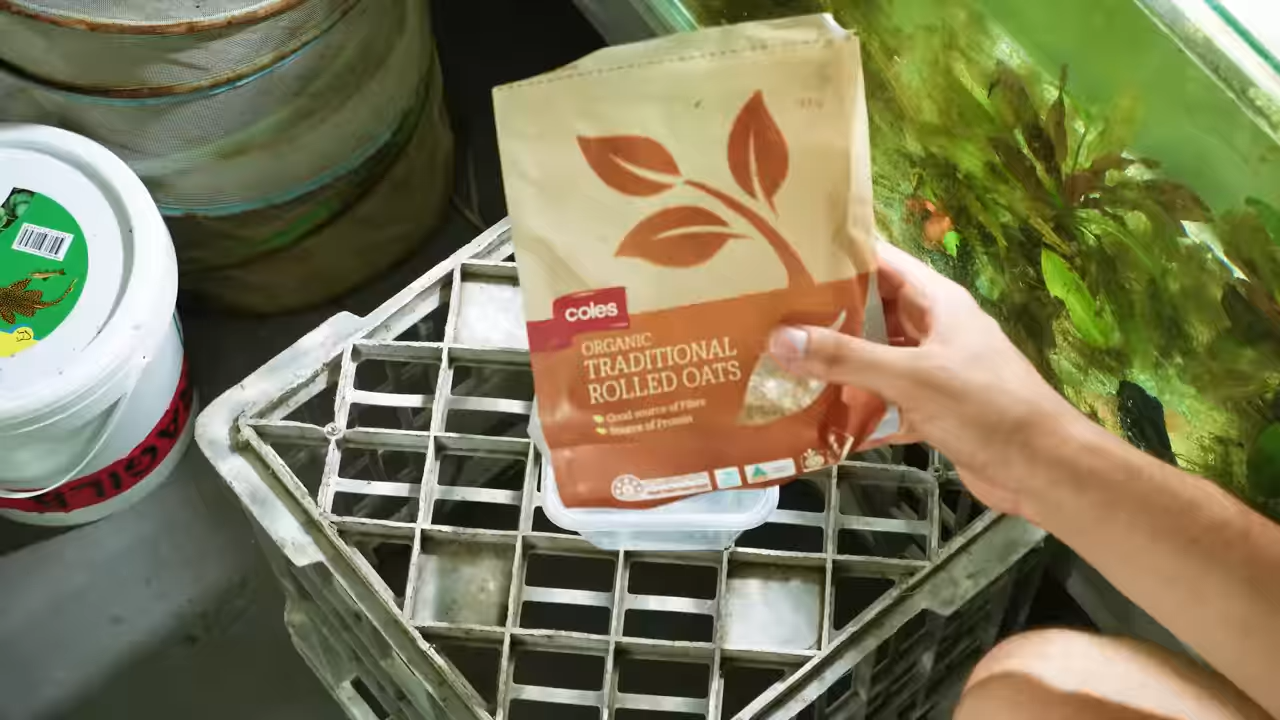 coles
ORGANIC
TRADITIONAL
ROLLED OATS
Good source of Fibre
Source of Protein